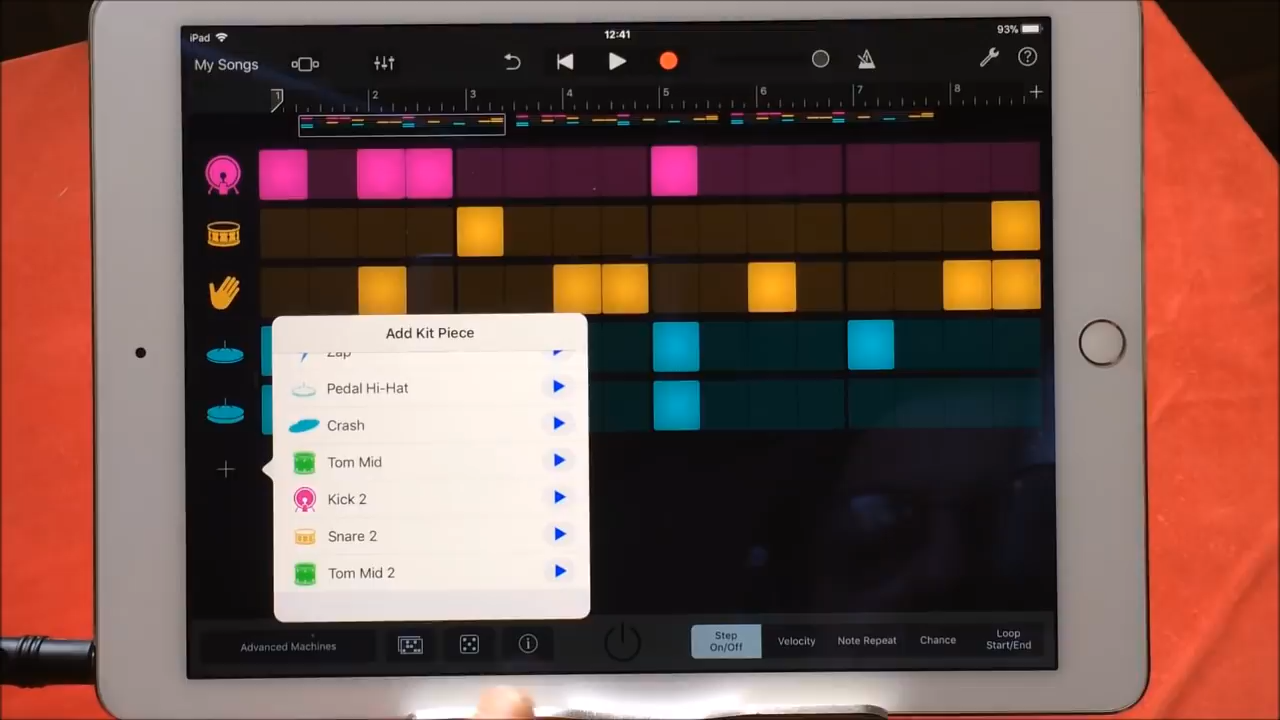 iPad 12:41 93%
My Songs
1 2 3 4 5 6 7 8 +
Add Kit Piece
Zap
Pedal Hi-Hat
Crash
Tom Mid
Kick 2
Snare 2
Tom Mid 2
Advanced Machines
Step
On/Off
Velocity
Note Repeat
Chance
Loop
Start/End